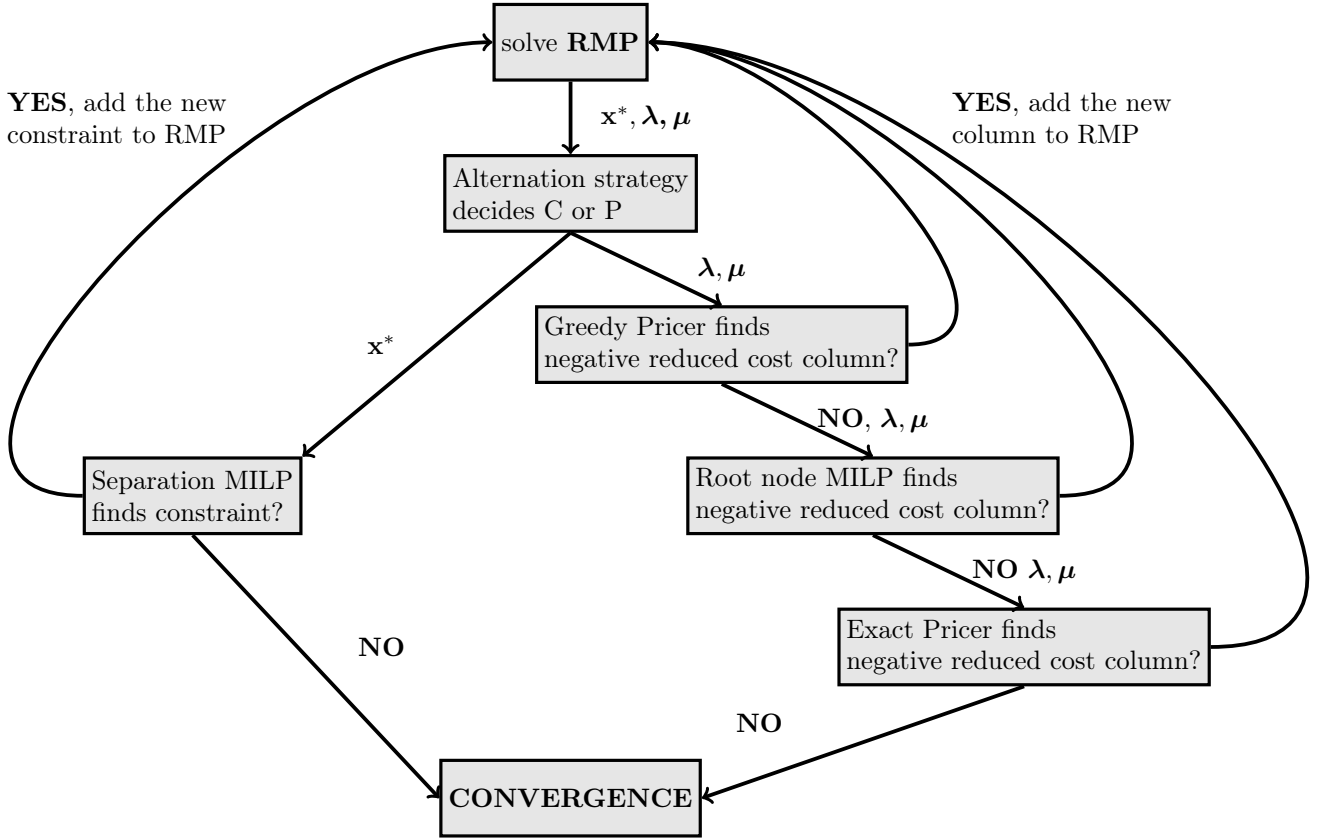 solve RMP
YES, add the new
constraint to RMP
YES, add the new
column to RMP
x*, λ, μ
Alternation strategy
decides C or P
λ, μ
x*
Greedy Pricer finds
negative reduced cost column?
NO, λ, μ
Separation MILP
finds constraint?
Root node MILP finds
negative reduced cost column?
NO λ, μ
Exact Pricer finds
negative reduced cost column?
NO
NO
CONVERGENCE